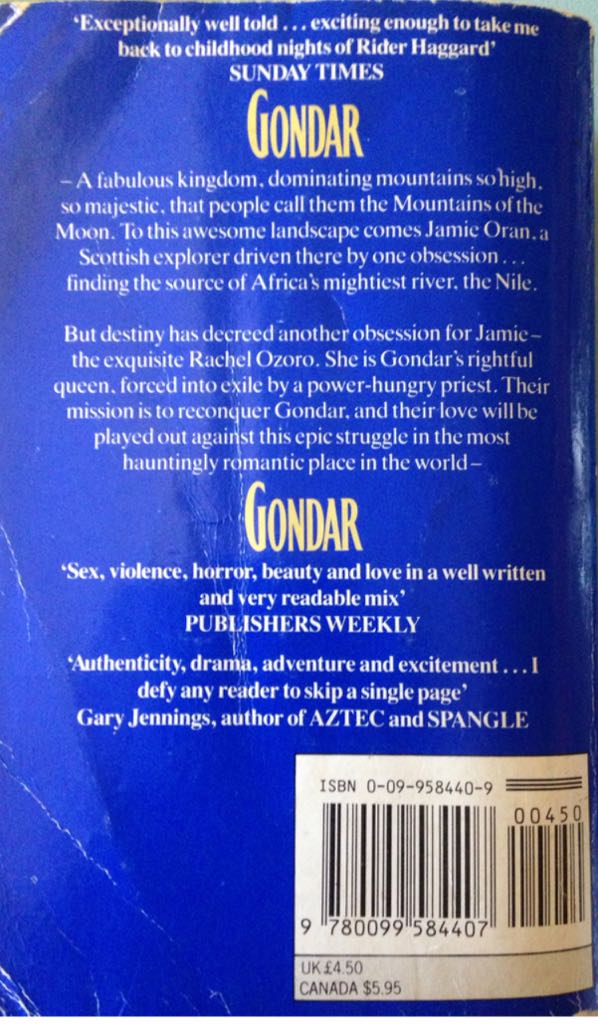 ‘Exceptionally well told ... exciting enough to take me
back to childhood nights of Rider Haggard’
SUNDAY TIMES
GONDAR
– A fabulous kingdom, dominating mountains so high,
so majestic, that people call them the Mountains of the
Moon. To this awesome landscape comes Jamie Oran, a
Scottish explorer driven there by one obsession ...
finding the source of Africa's mightiest river, the Nile.
But destiny has decreed another obsession for Jamie –
the exquisite Rachel Ozoro. She is Gondar's rightful
queen, forced into exile by a power-hungry priest. Their
mission is to reconquer Gondar, and their love will be
played out against this epic struggle in the most
hauntingly romantic place in the world –
GONDAR
‘Sex, violence, horror, beauty and love in a well written
and very readable mix’
PUBLISHERS WEEKLY
‘Authenticity, drama, adventure and excitement ... I
defy any reader to skip a single page’
Gary Jennings, author of AZTEC and SPANGLE
ISBN 0-09-958440-9
00450
9 780099 584407
UK £4.50
CANADA $5.95